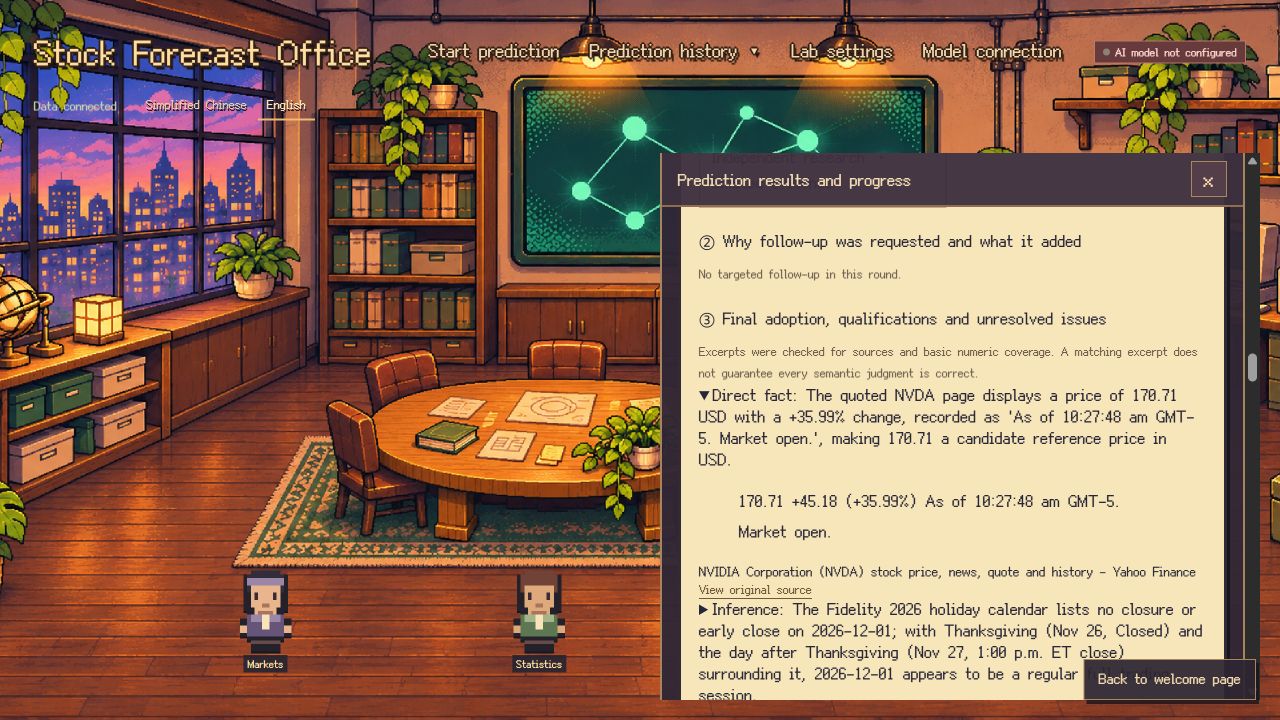 Stock Forecast Office
Start prediction
Prediction history ▼
Lab settings
Model connection
AI model not configured
Data connected
Simplified Chinese
English
Independent research
Prediction results and progress
×
② Why follow-up was requested and what it added
No targeted follow-up in this round.
③ Final adoption, qualifications and unresolved issues
Excerpts were checked for sources and basic numeric coverage. A matching excerpt does
not guarantee every semantic judgment is correct.
▼Direct fact: The quoted NVDA page displays a price of 170.71
USD with a +35.99% change, recorded as 'As of 10:27:48 am GMT-
5. Market open.', making 170.71 a candidate reference price in
USD.
170.71 +45.18 (+35.99%) As of 10:27:48 am GMT-5.
Market open.
NVIDIA Corporation (NVDA) stock price, news, quote and history - Yahoo Finance
View original source
▶Inference: The Fidelity 2026 holiday calendar lists no closure or
early close on 2026-12-01; with Thanksgiving (Nov 26, Closed) and
the day after Thanksgiving (Nov 27, 1:00 p.m. ET close)
surrounding it, 2026-12-01 appears to be a regular
session.
Back to welcome page
Markets
Statistics